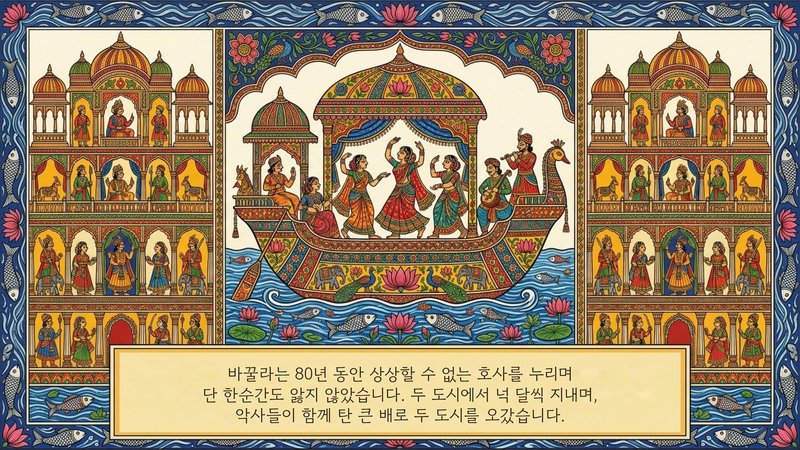 바꿀라는 80년 동안 상상할 수 없는 호사를 누리며
단 한순간도 앓지 않았습니다. 두 도시에서 넉 달씩 지내며,
악사들이 함께 탄 큰 배로 두 도시를 오갔습니다.